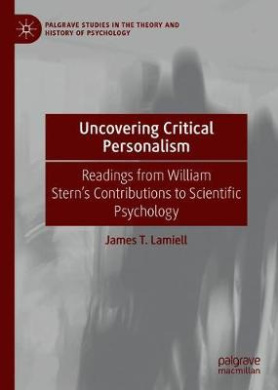 PALGRAVE STUDIES IN THE THEORY AND
HISTORY OF PSYCHOLOGY
Uncovering Critical
Personalism
Readings from William
Stern's Contributions to Scientific
Psychology
James T. Lamiell
palgrave
macmillan